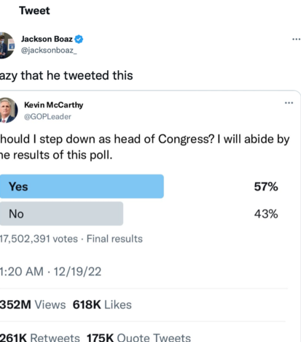 Tweet
Jackson Boaz
@jacksonboaz_
azy that he tweeted this
Kevin McCarthy
@GOPLeader
hould I step down as head of Congress? I will abide by
he results of this poll.
Yes 57%
No 43%
17,502,391 votes · Final results
1:20 AM · 12/19/22
352M Views 618K Likes
261K Retweets 175K Quote Tweets